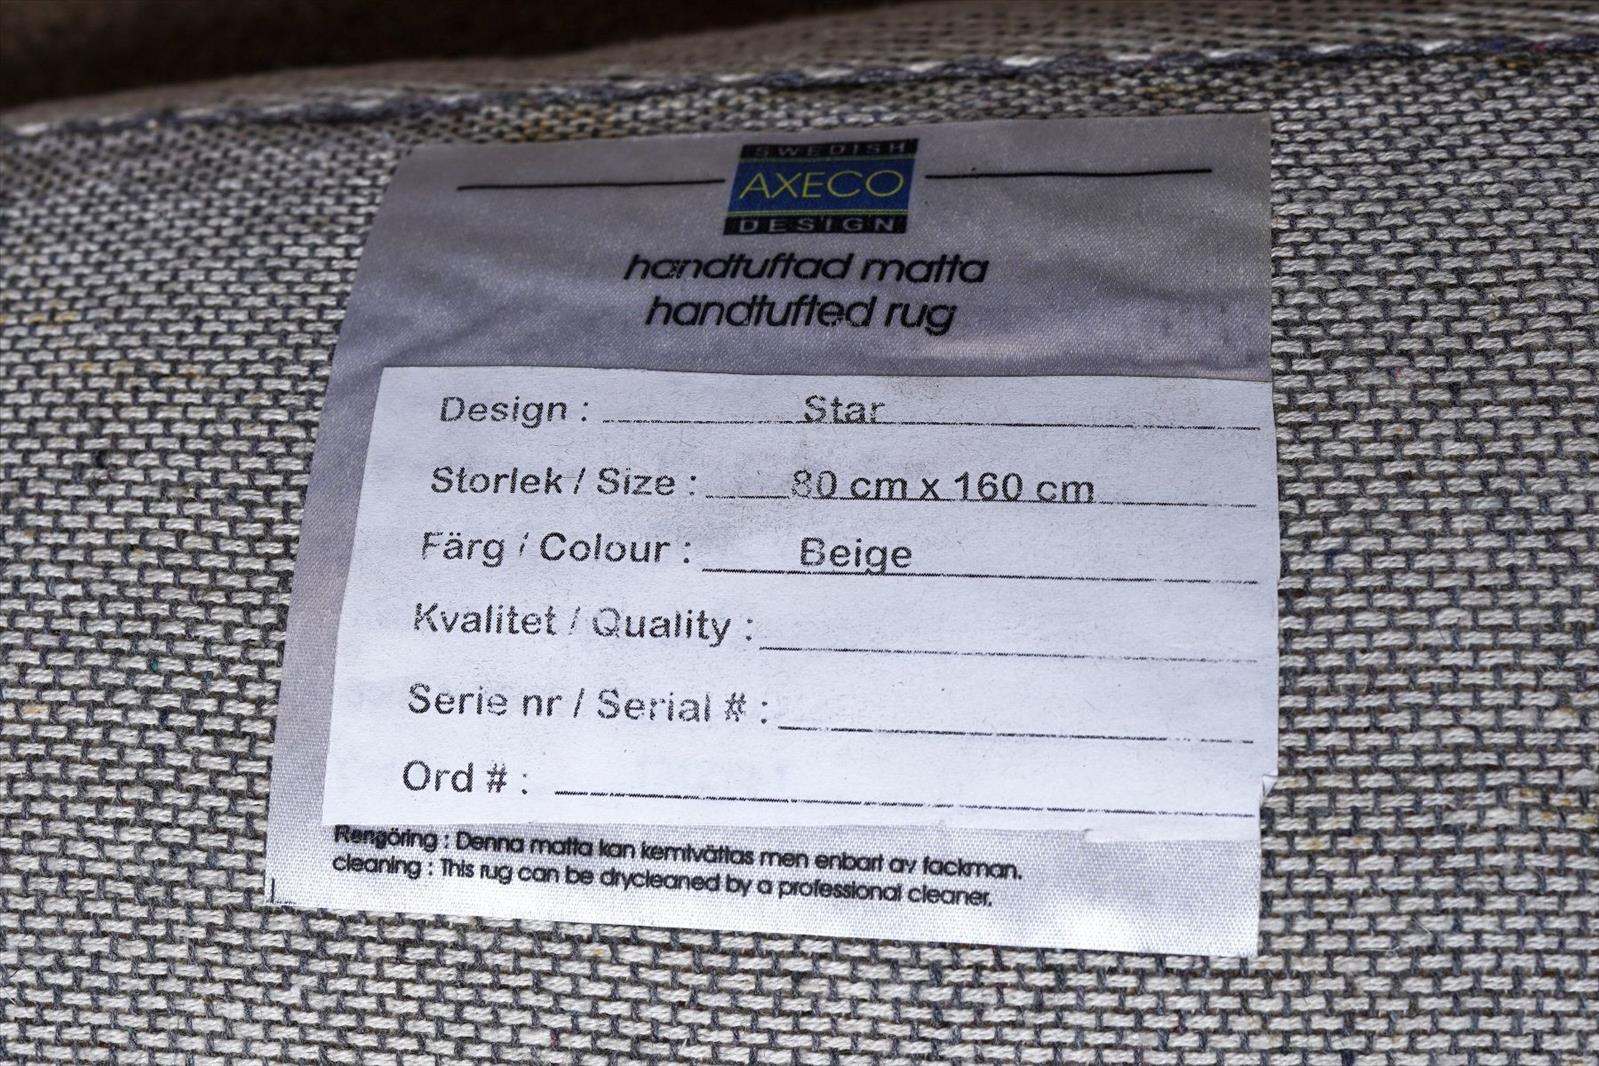 SWEDISH
AXECO
DESIGN
handtuftad matta
handtufted rug
Design : Star
Storlek / Size : 80 cm x 160 cm
Färg / Colour : Beige
Kvalitet / Quality :
Serie nr / Serial # :
Ord # :
Rengöring : Denna matta kan kemtvättas men enbart av fackman.
cleaning : This rug can be drycleaned by a professional cleaner.